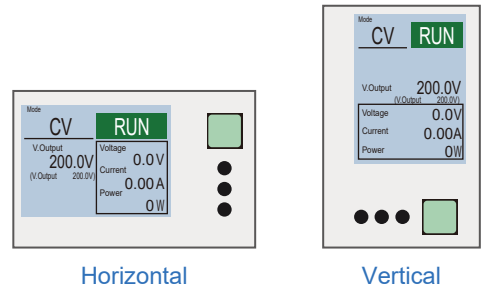 Mode
CV RUN
V.Output
200.0V
(V.Output 200.0V)
Voltage
0.0V
Current
0.00A
Power
0W
Horizontal
Mode
CV RUN
V.Output 200.0V
(V.Output 200.0V)
Voltage 0.0V
Current 0.00A
Power 0W
Vertical